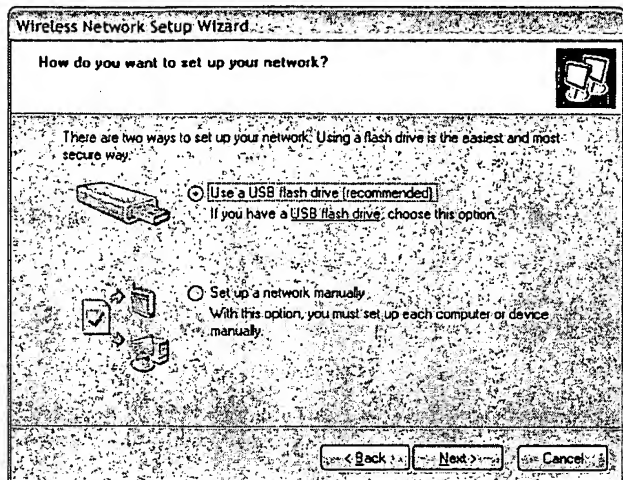 Wireless Network Setup Wizard
How do you want to set up your network?
There are two ways to set up your network. Using a flash drive is the easiest and most
secure way.
Use a USB flash drive (recommended)
If you have a USB flash drive, choose this option.
Set up a network manually
With this option, you must set up each computer or device
manually.
< Back
Next >
Cancel